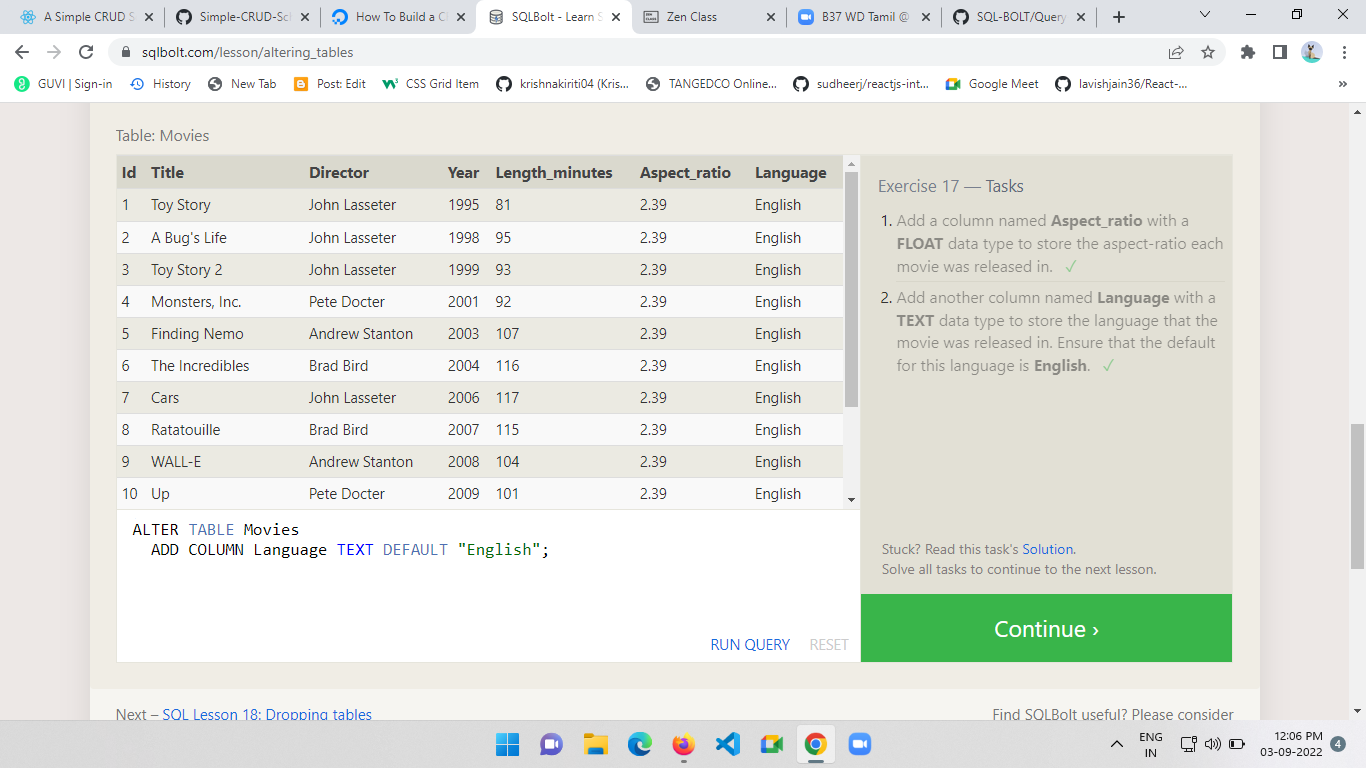 A Simple CRUD S
Simple-CRUD-Scl
How To Build a C
SQLBolt - Learn S
Zen Class
B37 WD Tamil @
SQL-BOLT/Query
sqlbolt.com/lesson/altering_tables
GUVI | Sign-in
History
New Tab
Post: Edit
CSS Grid Item
krishnakiriti04 (Kris...
TANGEDCO Online...
sudheerj/reactjs-int...
Google Meet
lavishjain36/React-...
»
Table: Movies
Id Title Director Year Length_minutes Aspect_ratio Language
1 Toy Story John Lasseter 1995 81 2.39 English
2 A Bug's Life John Lasseter 1998 95 2.39 English
3 Toy Story 2 John Lasseter 1999 93 2.39 English
4 Monsters, Inc. Pete Docter 2001 92 2.39 English
5 Finding Nemo Andrew Stanton 2003 107 2.39 English
6 The Incredibles Brad Bird 2004 116 2.39 English
7 Cars John Lasseter 2006 117 2.39 English
8 Ratatouille Brad Bird 2007 115 2.39 English
9 WALL-E Andrew Stanton 2008 104 2.39 English
10 Up Pete Docter 2009 101 2.39 English
ALTER TABLE Movies
ADD COLUMN Language TEXT DEFAULT "English";
RUN QUERY RESET
Exercise 17 — Tasks
1. Add a column named Aspect_ratio with a
FLOAT data type to store the aspect-ratio each
movie was released in. ✓
2. Add another column named Language with a
TEXT data type to store the language that the
movie was released in. Ensure that the default
for this language is English. ✓
Stuck? Read this task's Solution.
Solve all tasks to continue to the next lesson.
Continue ›
Next – SQL Lesson 18: Dropping tables
Find SQLBolt useful? Please consider
ENG
IN
12:06 PM
03-09-2022
4